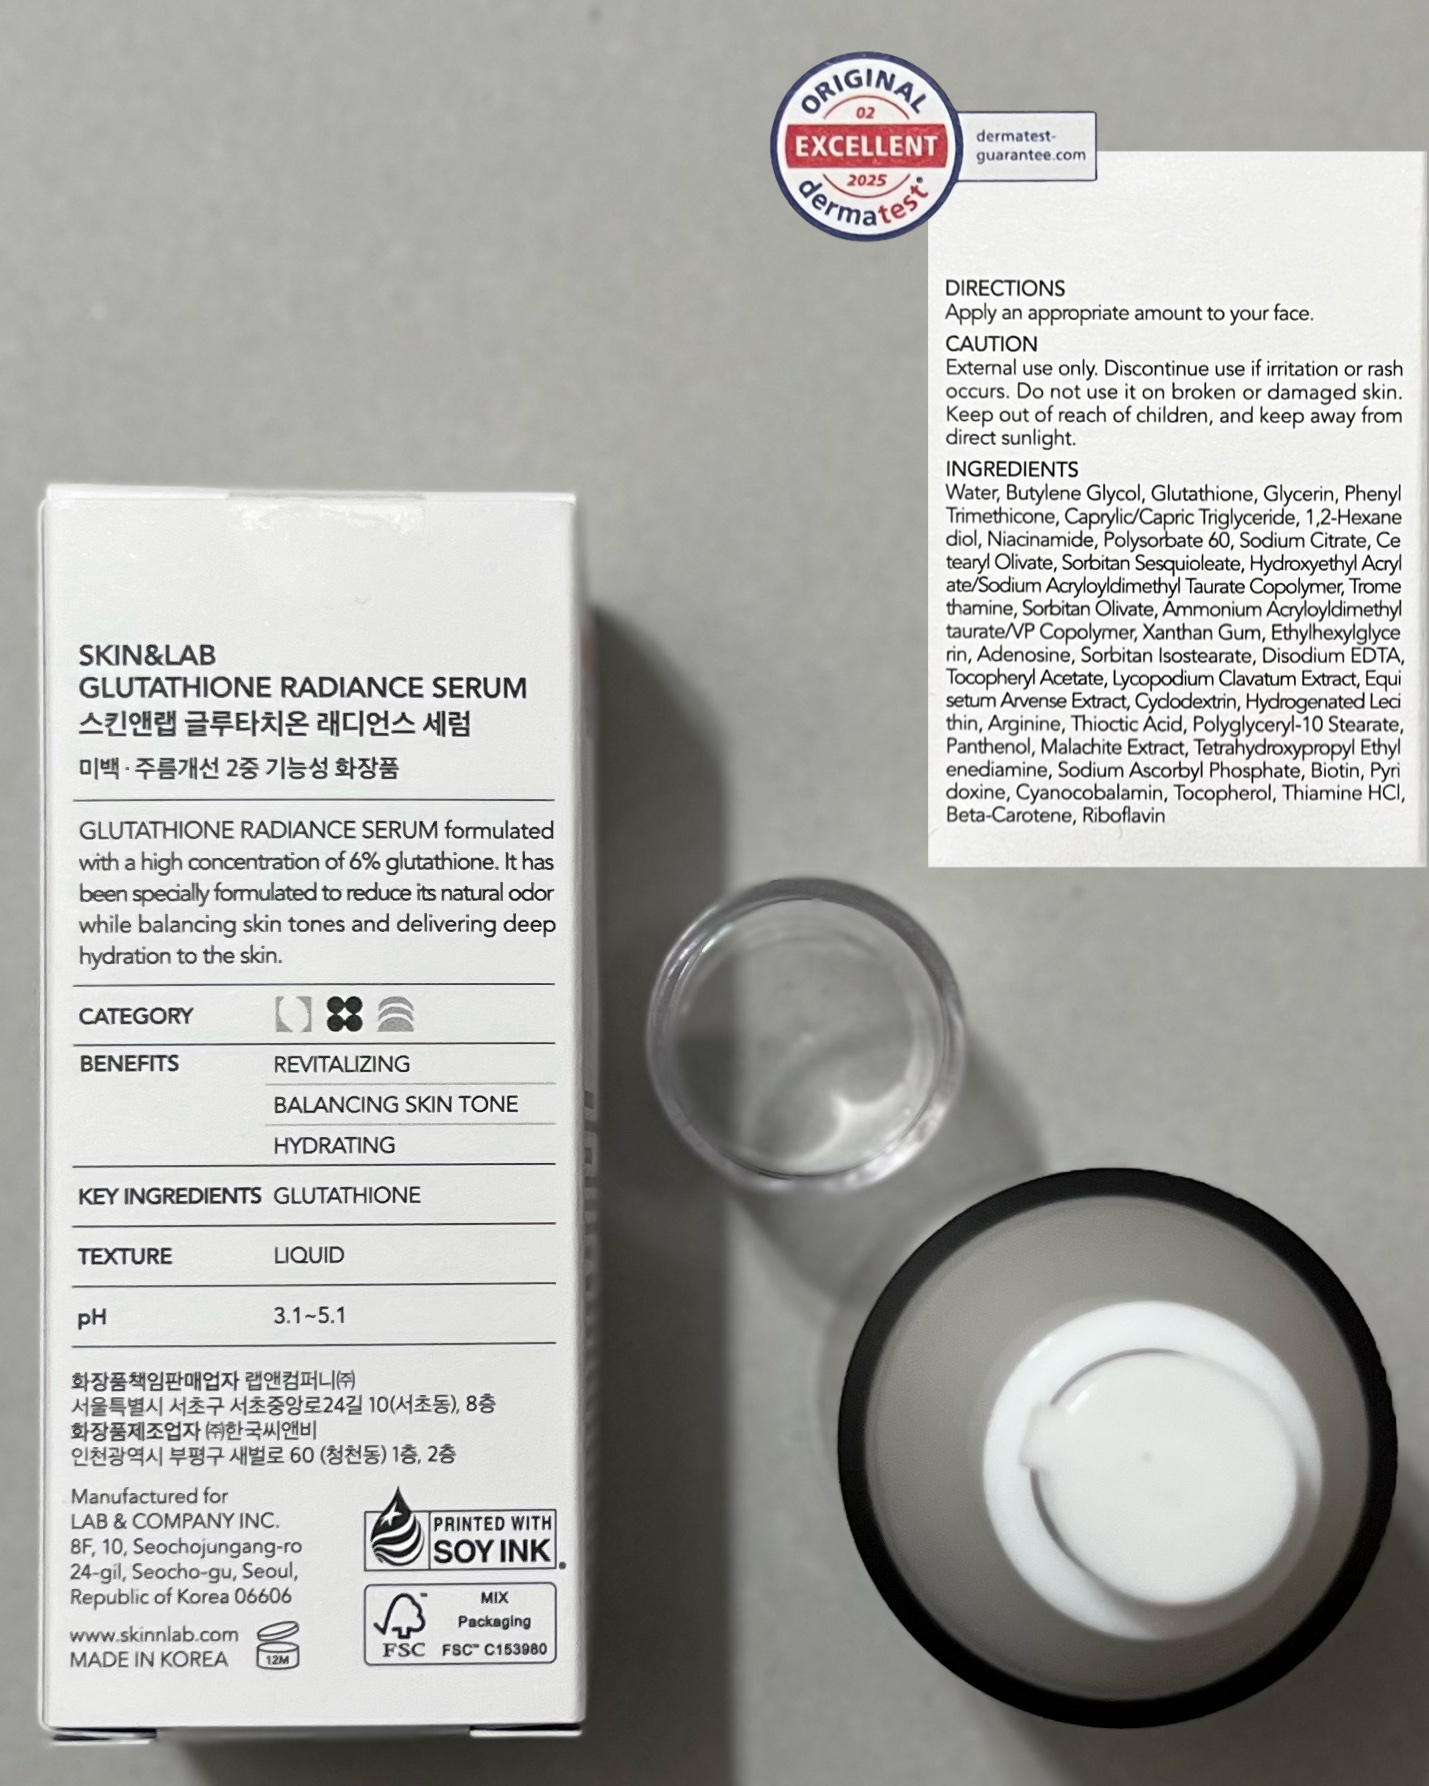 ORIGINAL
02
EXCELLENT
2025
dermatest®
dermatest-
guarantee.com
DIRECTIONS
Apply an appropriate amount to your face.
CAUTION
External use only. Discontinue use if irritation or rash
occurs. Do not use it on broken or damaged skin.
Keep out of reach of children, and keep away from
direct sunlight.
INGREDIENTS
Water, Butylene Glycol, Glutathione, Glycerin, Phenyl
Trimethicone, Caprylic/Capric Triglyceride, 1,2-Hexane
diol, Niacinamide, Polysorbate 60, Sodium Citrate, Ce
tearyl Olivate, Sorbitan Sesquioleate, Hydroxyethyl Acryl
ate/Sodium Acryloyldimethyl Taurate Copolymer, Trome
thamine, Sorbitan Olivate, Ammonium Acryloyldimethyl
taurate/VP Copolymer, Xanthan Gum, Ethylhexylglyce
rin, Adenosine, Sorbitan Isostearate, Disodium EDTA,
Tocopheryl Acetate, Lycopodium Clavatum Extract, Equi
setum Arvense Extract, Cyclodextrin, Hydrogenated Leci
thin, Arginine, Thioctic Acid, Polyglyceryl-10 Stearate,
Panthenol, Malachite Extract, Tetrahydroxypropyl Ethyl
enediamine, Sodium Ascorbyl Phosphate, Biotin, Pyri
doxine, Cyanocobalamin, Tocopherol, Thiamine HCl,
Beta-Carotene, Riboflavin
SKIN&LAB
GLUTATHIONE RADIANCE SERUM
스킨앤랩 글루타치온 래디언스 세럼
미백·주름개선 2중 기능성 화장품
GLUTATHIONE RADIANCE SERUM formulated
with a high concentration of 6% glutathione. It has
been specially formulated to reduce its natural odor
while balancing skin tones and delivering deep
hydration to the skin.
CATEGORY
BENEFITS REVITALIZING
BALANCING SKIN TONE
HYDRATING
KEY INGREDIENTS GLUTATHIONE
TEXTURE LIQUID
pH 3.1~5.1
화장품책임판매업자 랩앤컴퍼니㈜
서울특별시 서초구 서초중앙로24길 10(서초동), 8층
화장품제조업자 ㈜한국씨앤비
인천광역시 부평구 새벌로 60 (청천동) 1층, 2층
Manufactured for
LAB & COMPANY INC.
8F, 10, Seochojungang-ro
24-gil, Seocho-gu, Seoul,
Republic of Korea 06606
www.skinnlab.com
MADE IN KOREA
12M
PRINTED WITH
SOY INK®
FSC™
MIX
Packaging
FSC™ C153980